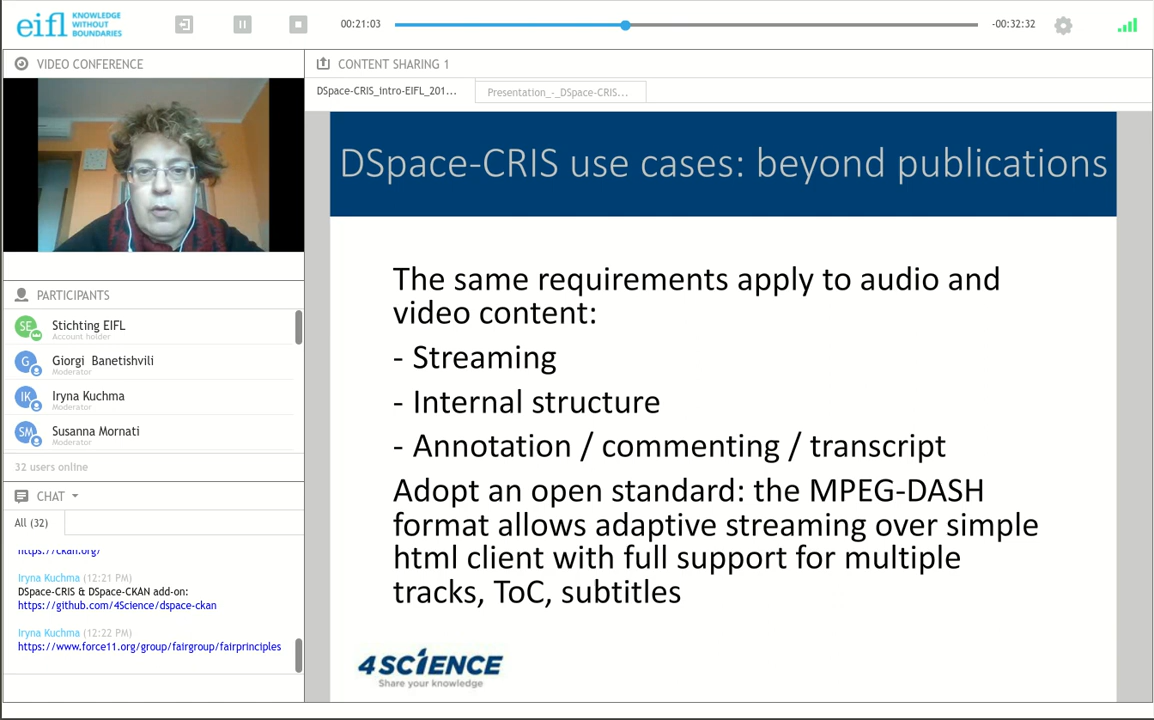 eifl KNOWLEDGE
WITHOUT
BOUNDARIES
00:21:03
-00:32:32
VIDEO CONFERENCE
CONTENT SHARING 1
DSpace-CRIS_intro-EIFL_201...
Presentation_-_DSpace-CRIS...
DSpace-CRIS use cases: beyond publications
The same requirements apply to audio and
video content:
- Streaming
- Internal structure
- Annotation / commenting / transcript
Adopt an open standard: the MPEG-DASH
format allows adaptive streaming over simple
html client with full support for multiple
tracks, ToC, subtitles
4SCIENCE
Share your knowledge
PARTICIPANTS
SE
Stichting EIFL
Account holder
G
Giorgi Banetishvili
Moderator
IK
Iryna Kuchma
Moderator
SM
Susanna Mornati
Moderator
32 users online
CHAT
All (32)
https://ckan.org/
Iryna Kuchma (12:21 PM)
DSpace-CRIS & DSpace-CKAN add-on:
https://github.com/4Science/dspace-ckan
Iryna Kuchma (12:22 PM)
https://www.force11.org/group/fairgroup/fairprinciples